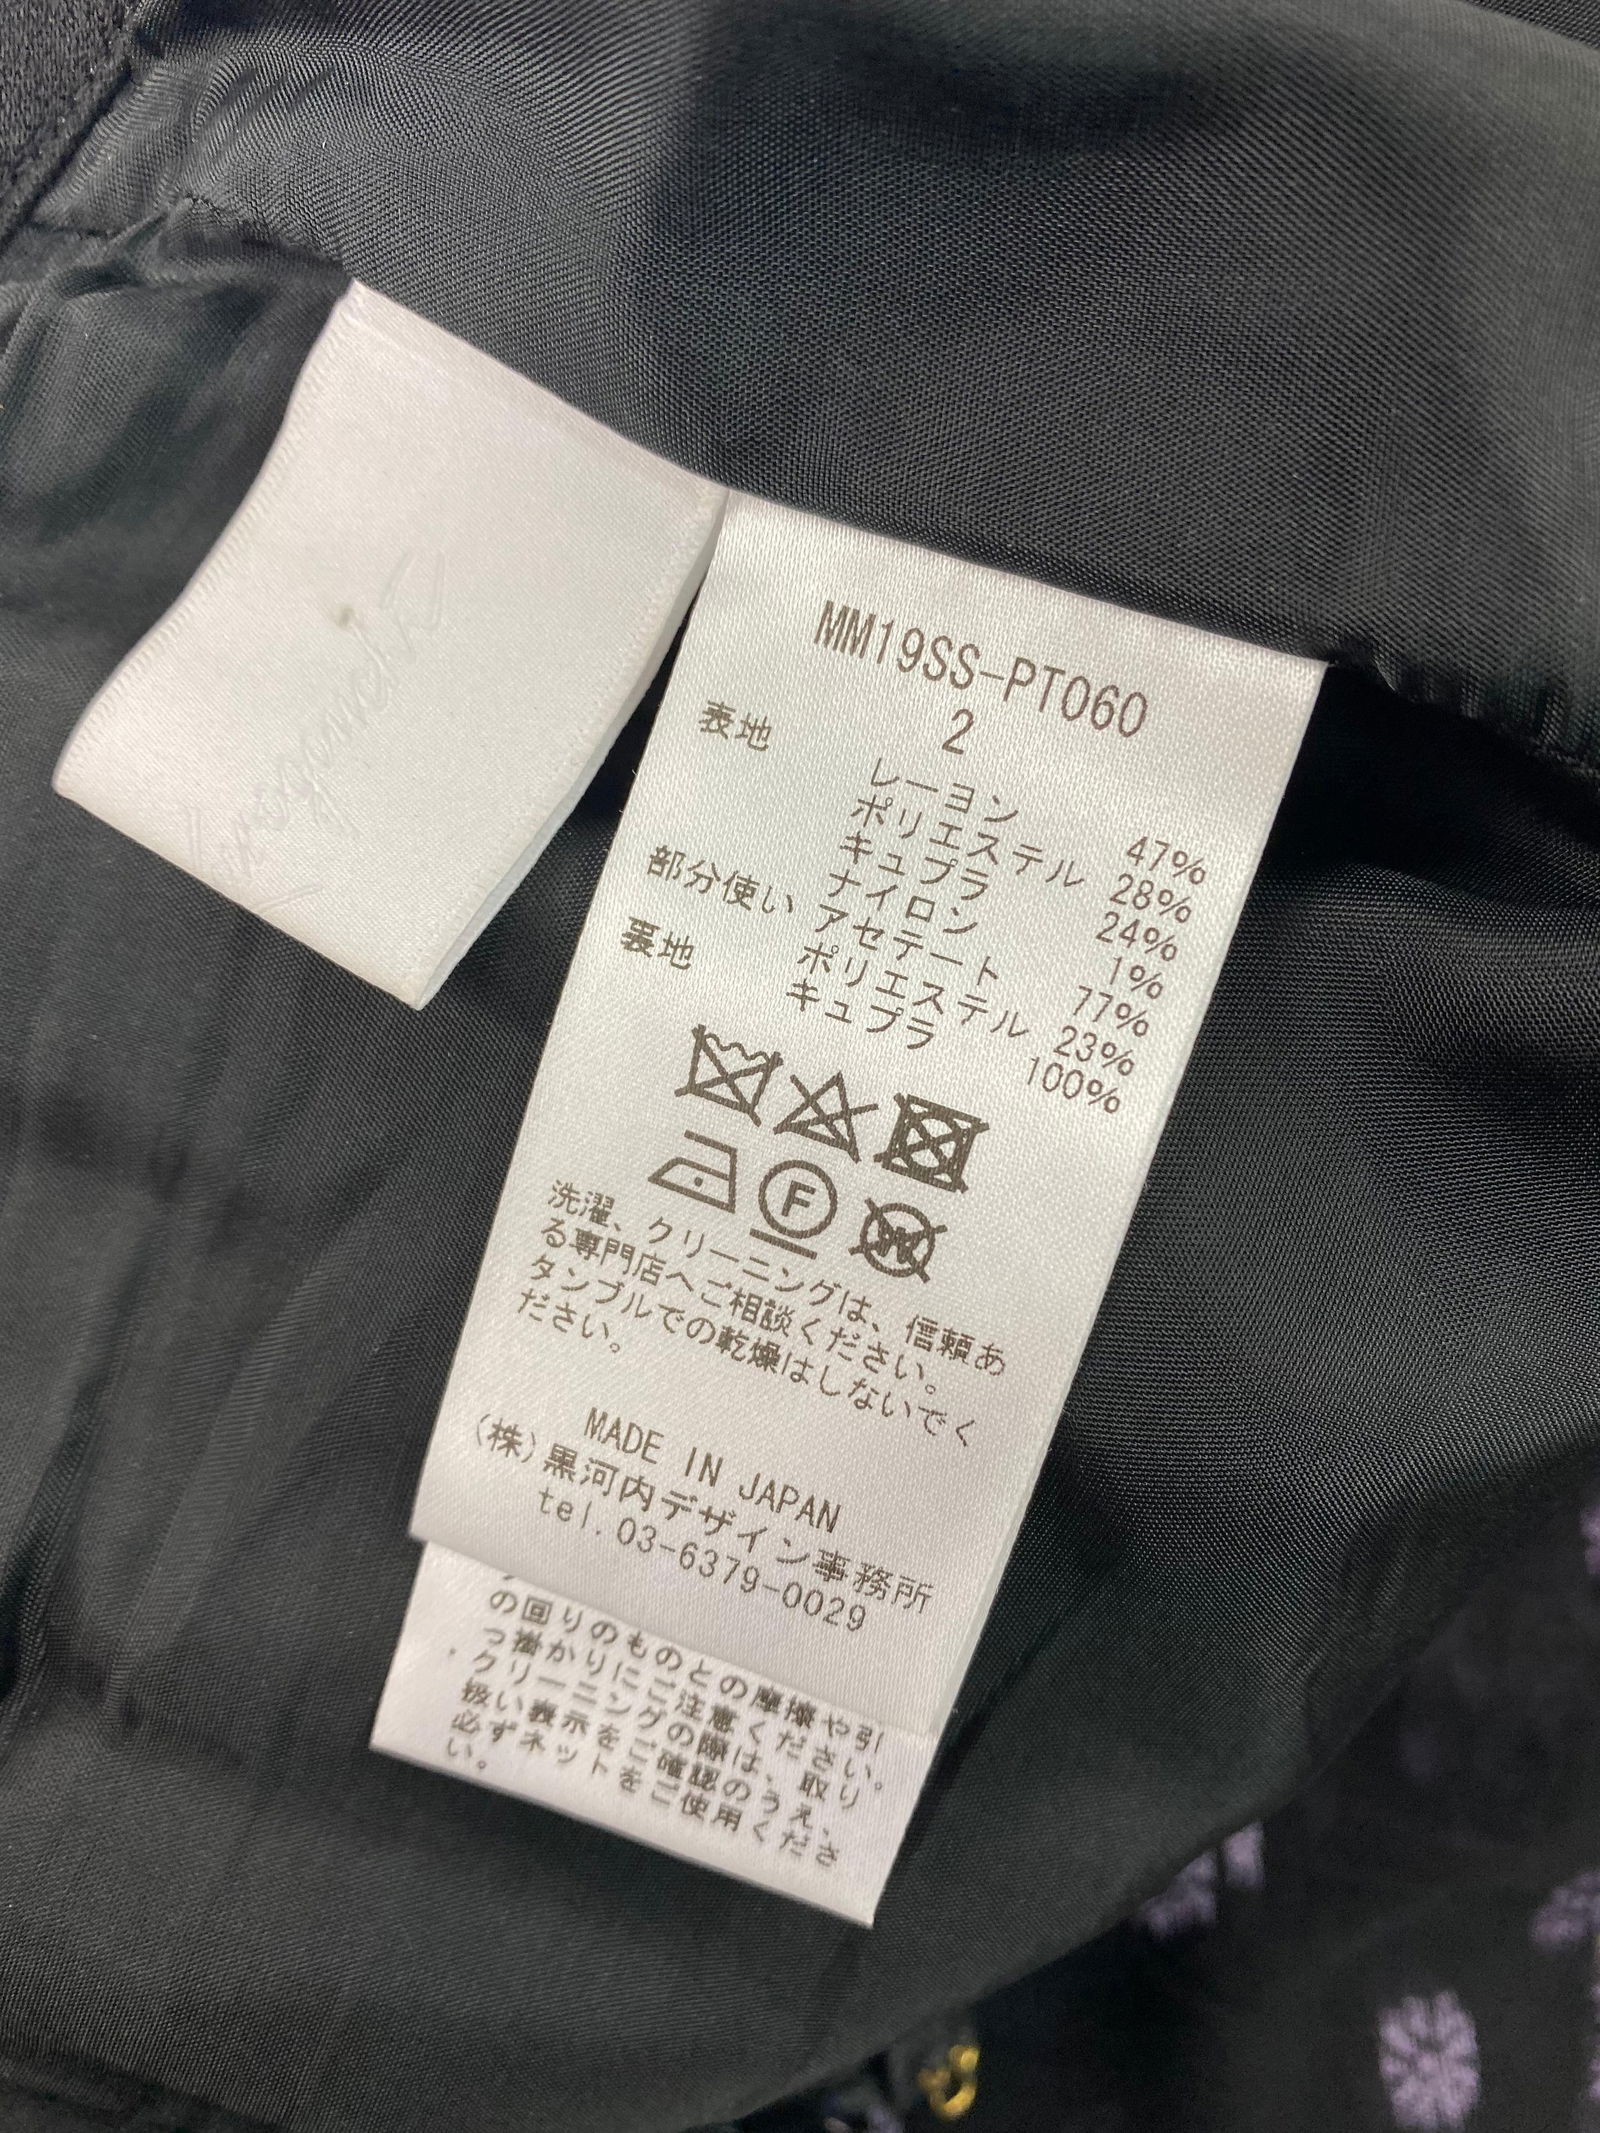 MM19SS-PT060
2
表地
レーヨン 47%
ポリエステル 28%
キュプラ 24%
ナイロン 1%
部分使い アセテート 77%
ポリエステル 23%
裏地 キュプラ 100%
F
W
洗濯、クリーニングは、信頼あ
る専門店へご相談ください。
タンブルでの乾燥はしないでく
ださい。
MADE IN JAPAN
(株)黒河内デザイン事務所
tel.03-6379-0029
の回りのものとの摩擦や引
っ掛かりにご注意ください。
・クリーニングの際は、取り
扱い表示をご確認のうえ、
必ずネットをご使用くださ
い。